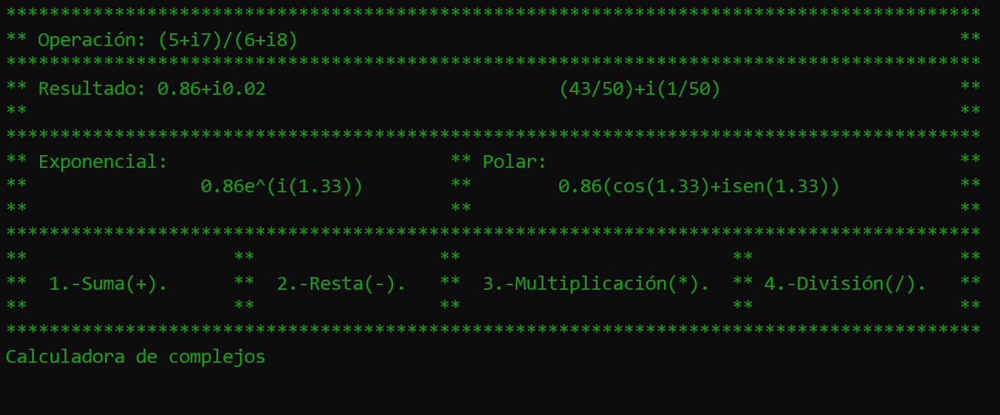 ******************************************************************************************
** Operación: (5+i7)/(6+i8)                                                             **
******************************************************************************************
** Resultado: 0.86+i0.02                           (43/50)+i(1/50)                      **
**                                                                                      **
******************************************************************************************
** Exponencial:                          ** Polar:                                      **
**                0.86e^(i(1.33))        **        0.86(cos(1.33)+isen(1.33))           **
**                                       **                                             **
******************************************************************************************
**                   **                 **                         **                   **
**  1.-Suma(+).      **  2.-Resta(-).   **  3.-Multiplicación(*).  ** 4.-División(/).   **
**                   **                 **                         **                   **
******************************************************************************************
Calculadora de complejos